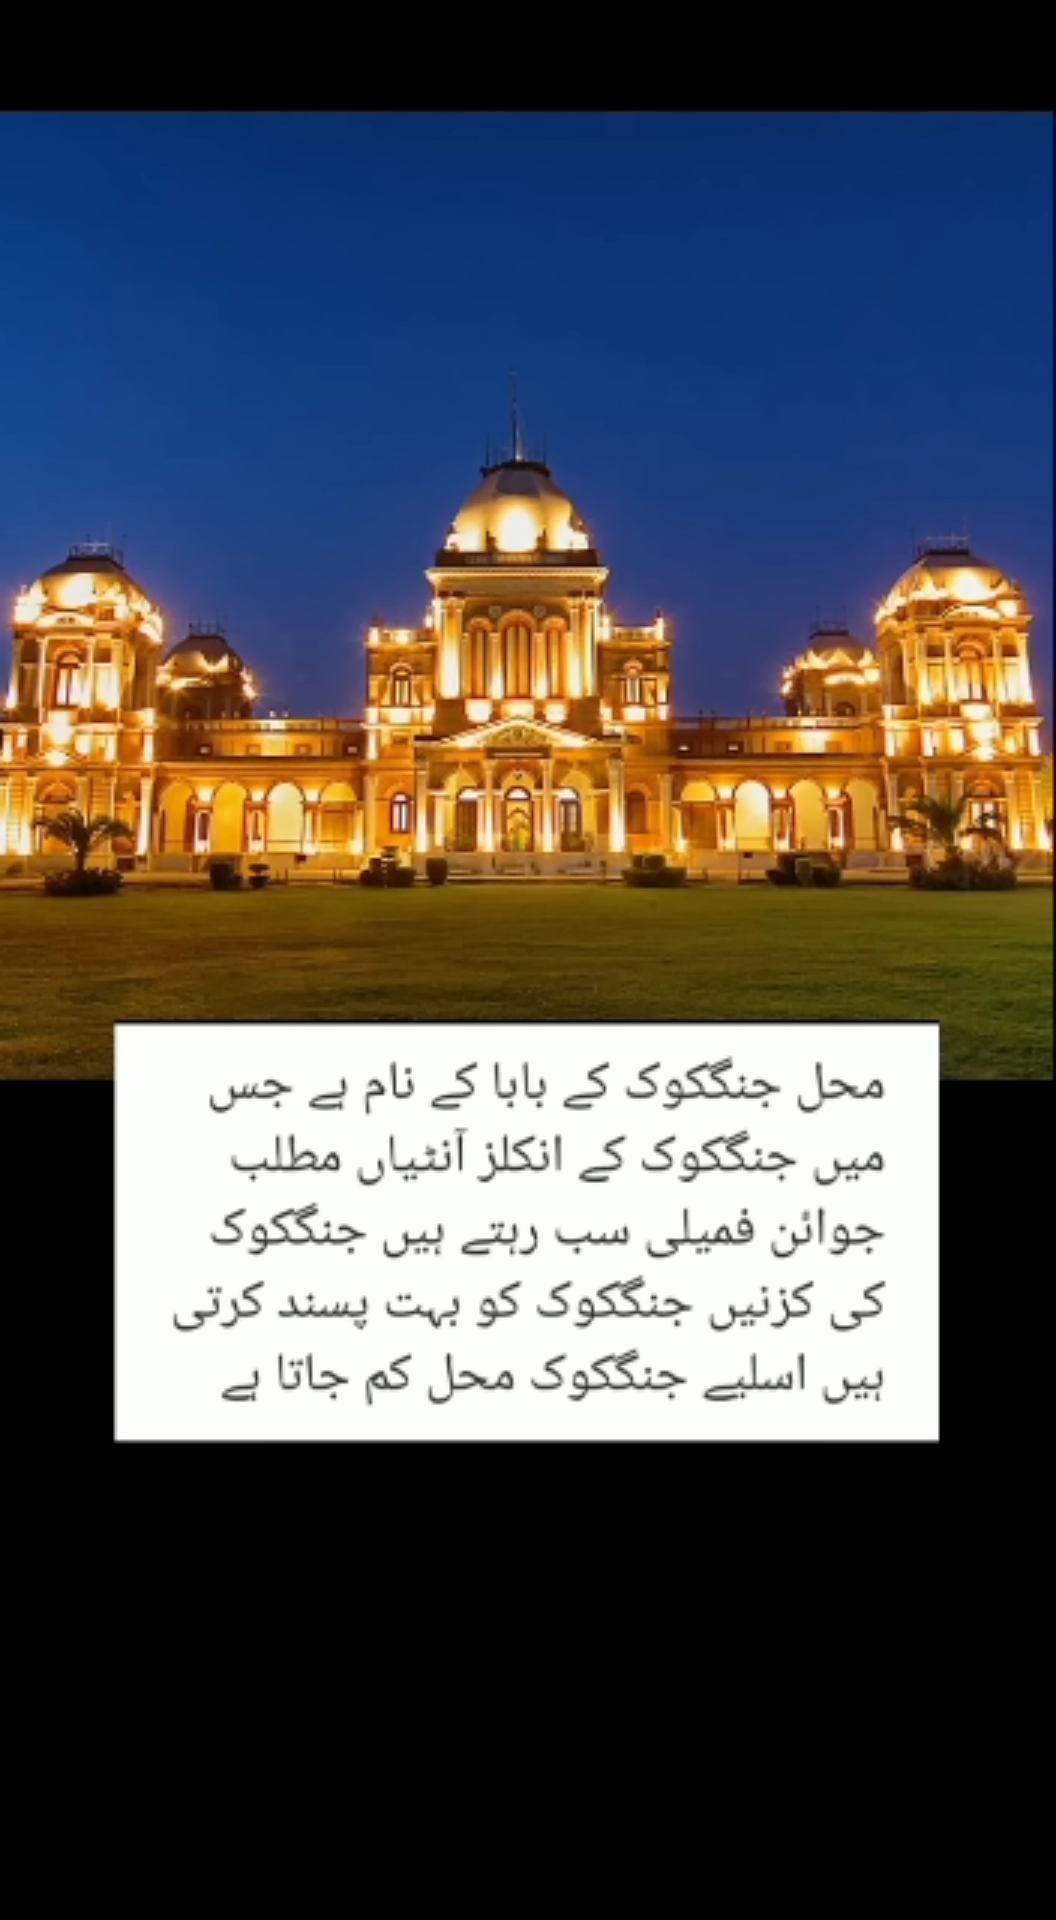 محل جنگکوک کے بابا کے نام ہے جس
میں جنگکوک کے انکلز آنٹیاں مطلب
جوائن فمیلی سب رہتے ہیں جنگکوک
کی کزنیں جنگکوک کو بہت پسند کرتی
ہیں اسلیے جنگکوک محل کم جاتا ہے